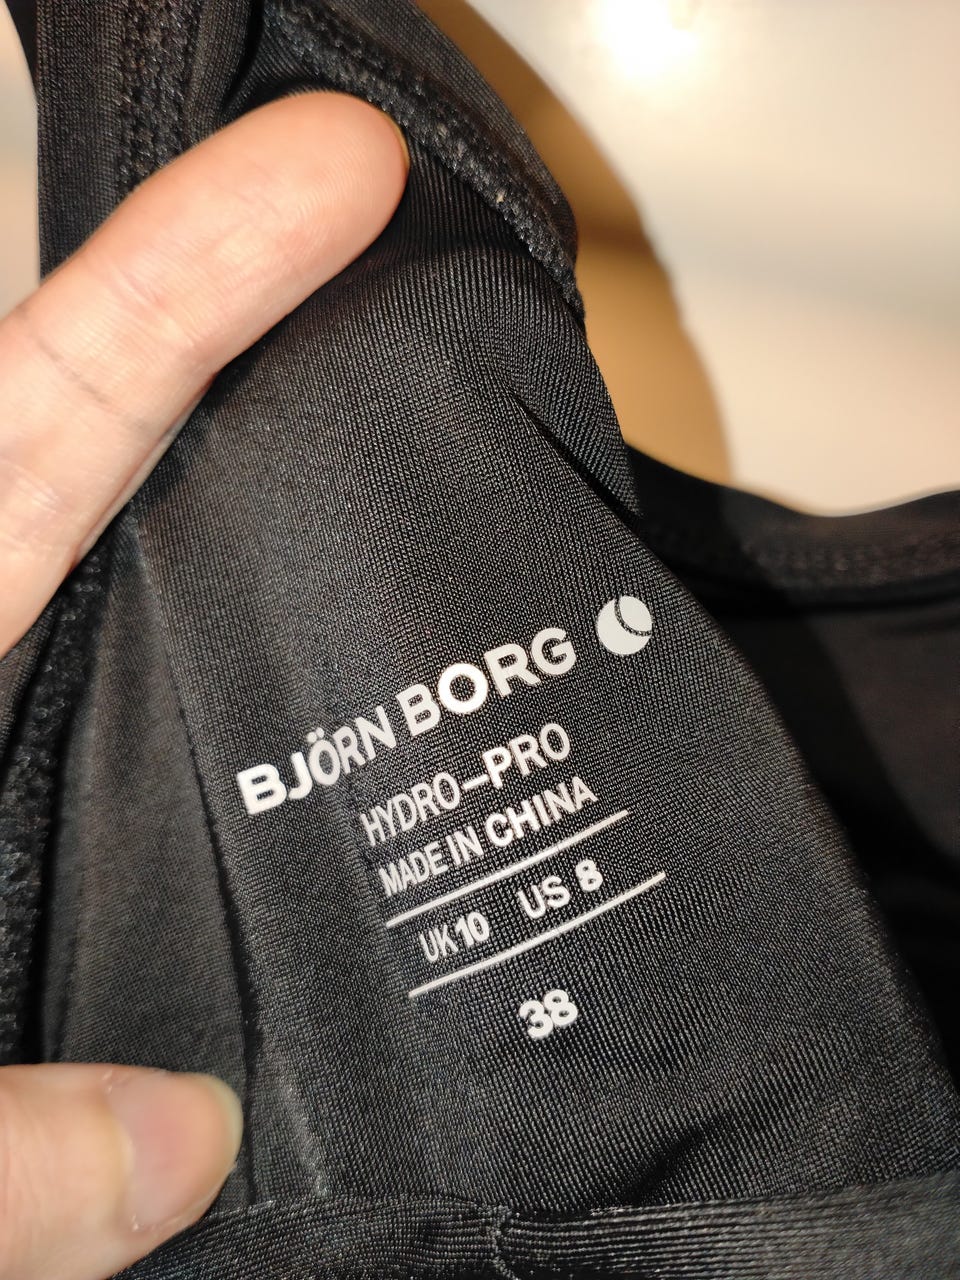 BJÖRN BORG
HYDRO-PRO
MADE IN CHINA
UK10 US 8
38